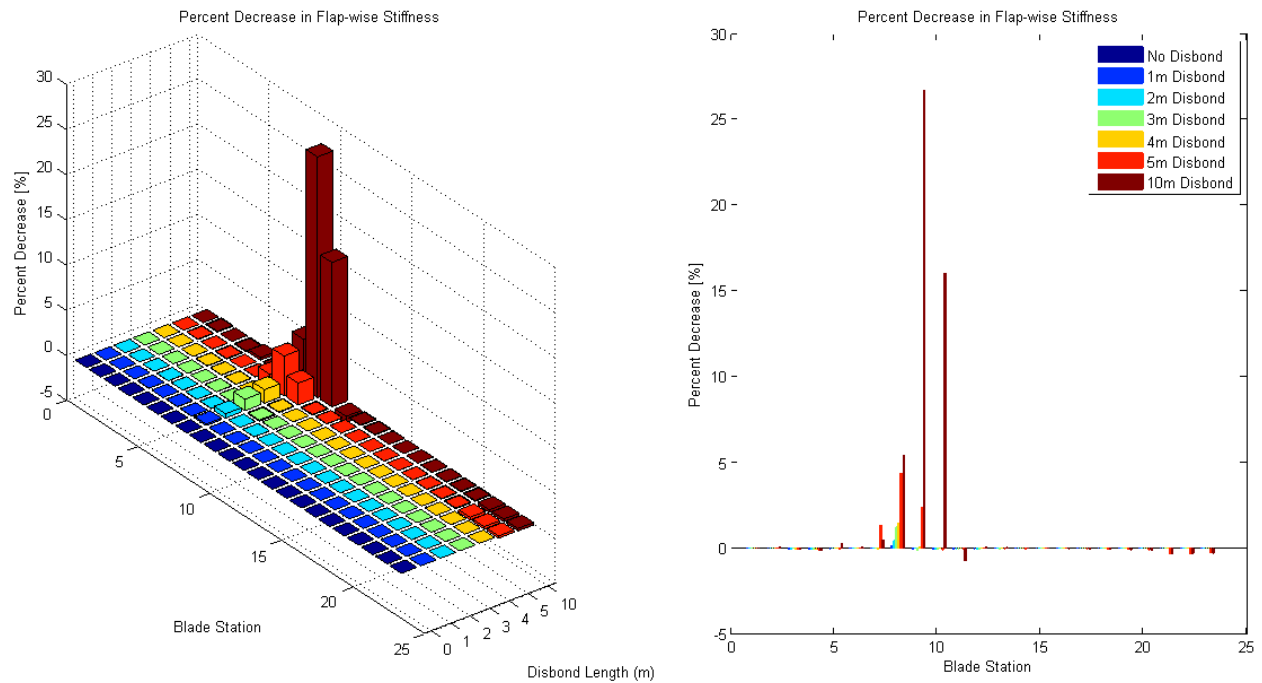 Percent Decrease in Flap-wise Stiffness
30
25
20
15
10
5
0
-5
Percent Decrease [%]
0
5
10
15
20
25
Blade Station
0
1
2
3
4
5
10
Disbond Length (m)
Percent Decrease in Flap-wise Stiffness
30
25
20
15
10
5
0
-5
Percent Decrease [%]
0
5
10
15
20
25
Blade Station
No Disbond
1m Disbond
2m Disbond
3m Disbond
4m Disbond
5m Disbond
10m Disbond